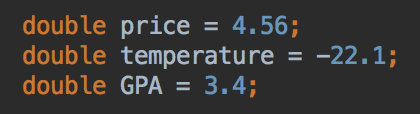 double price = 4.56;
double temperature = -22.1;
double GPA = 3.4;